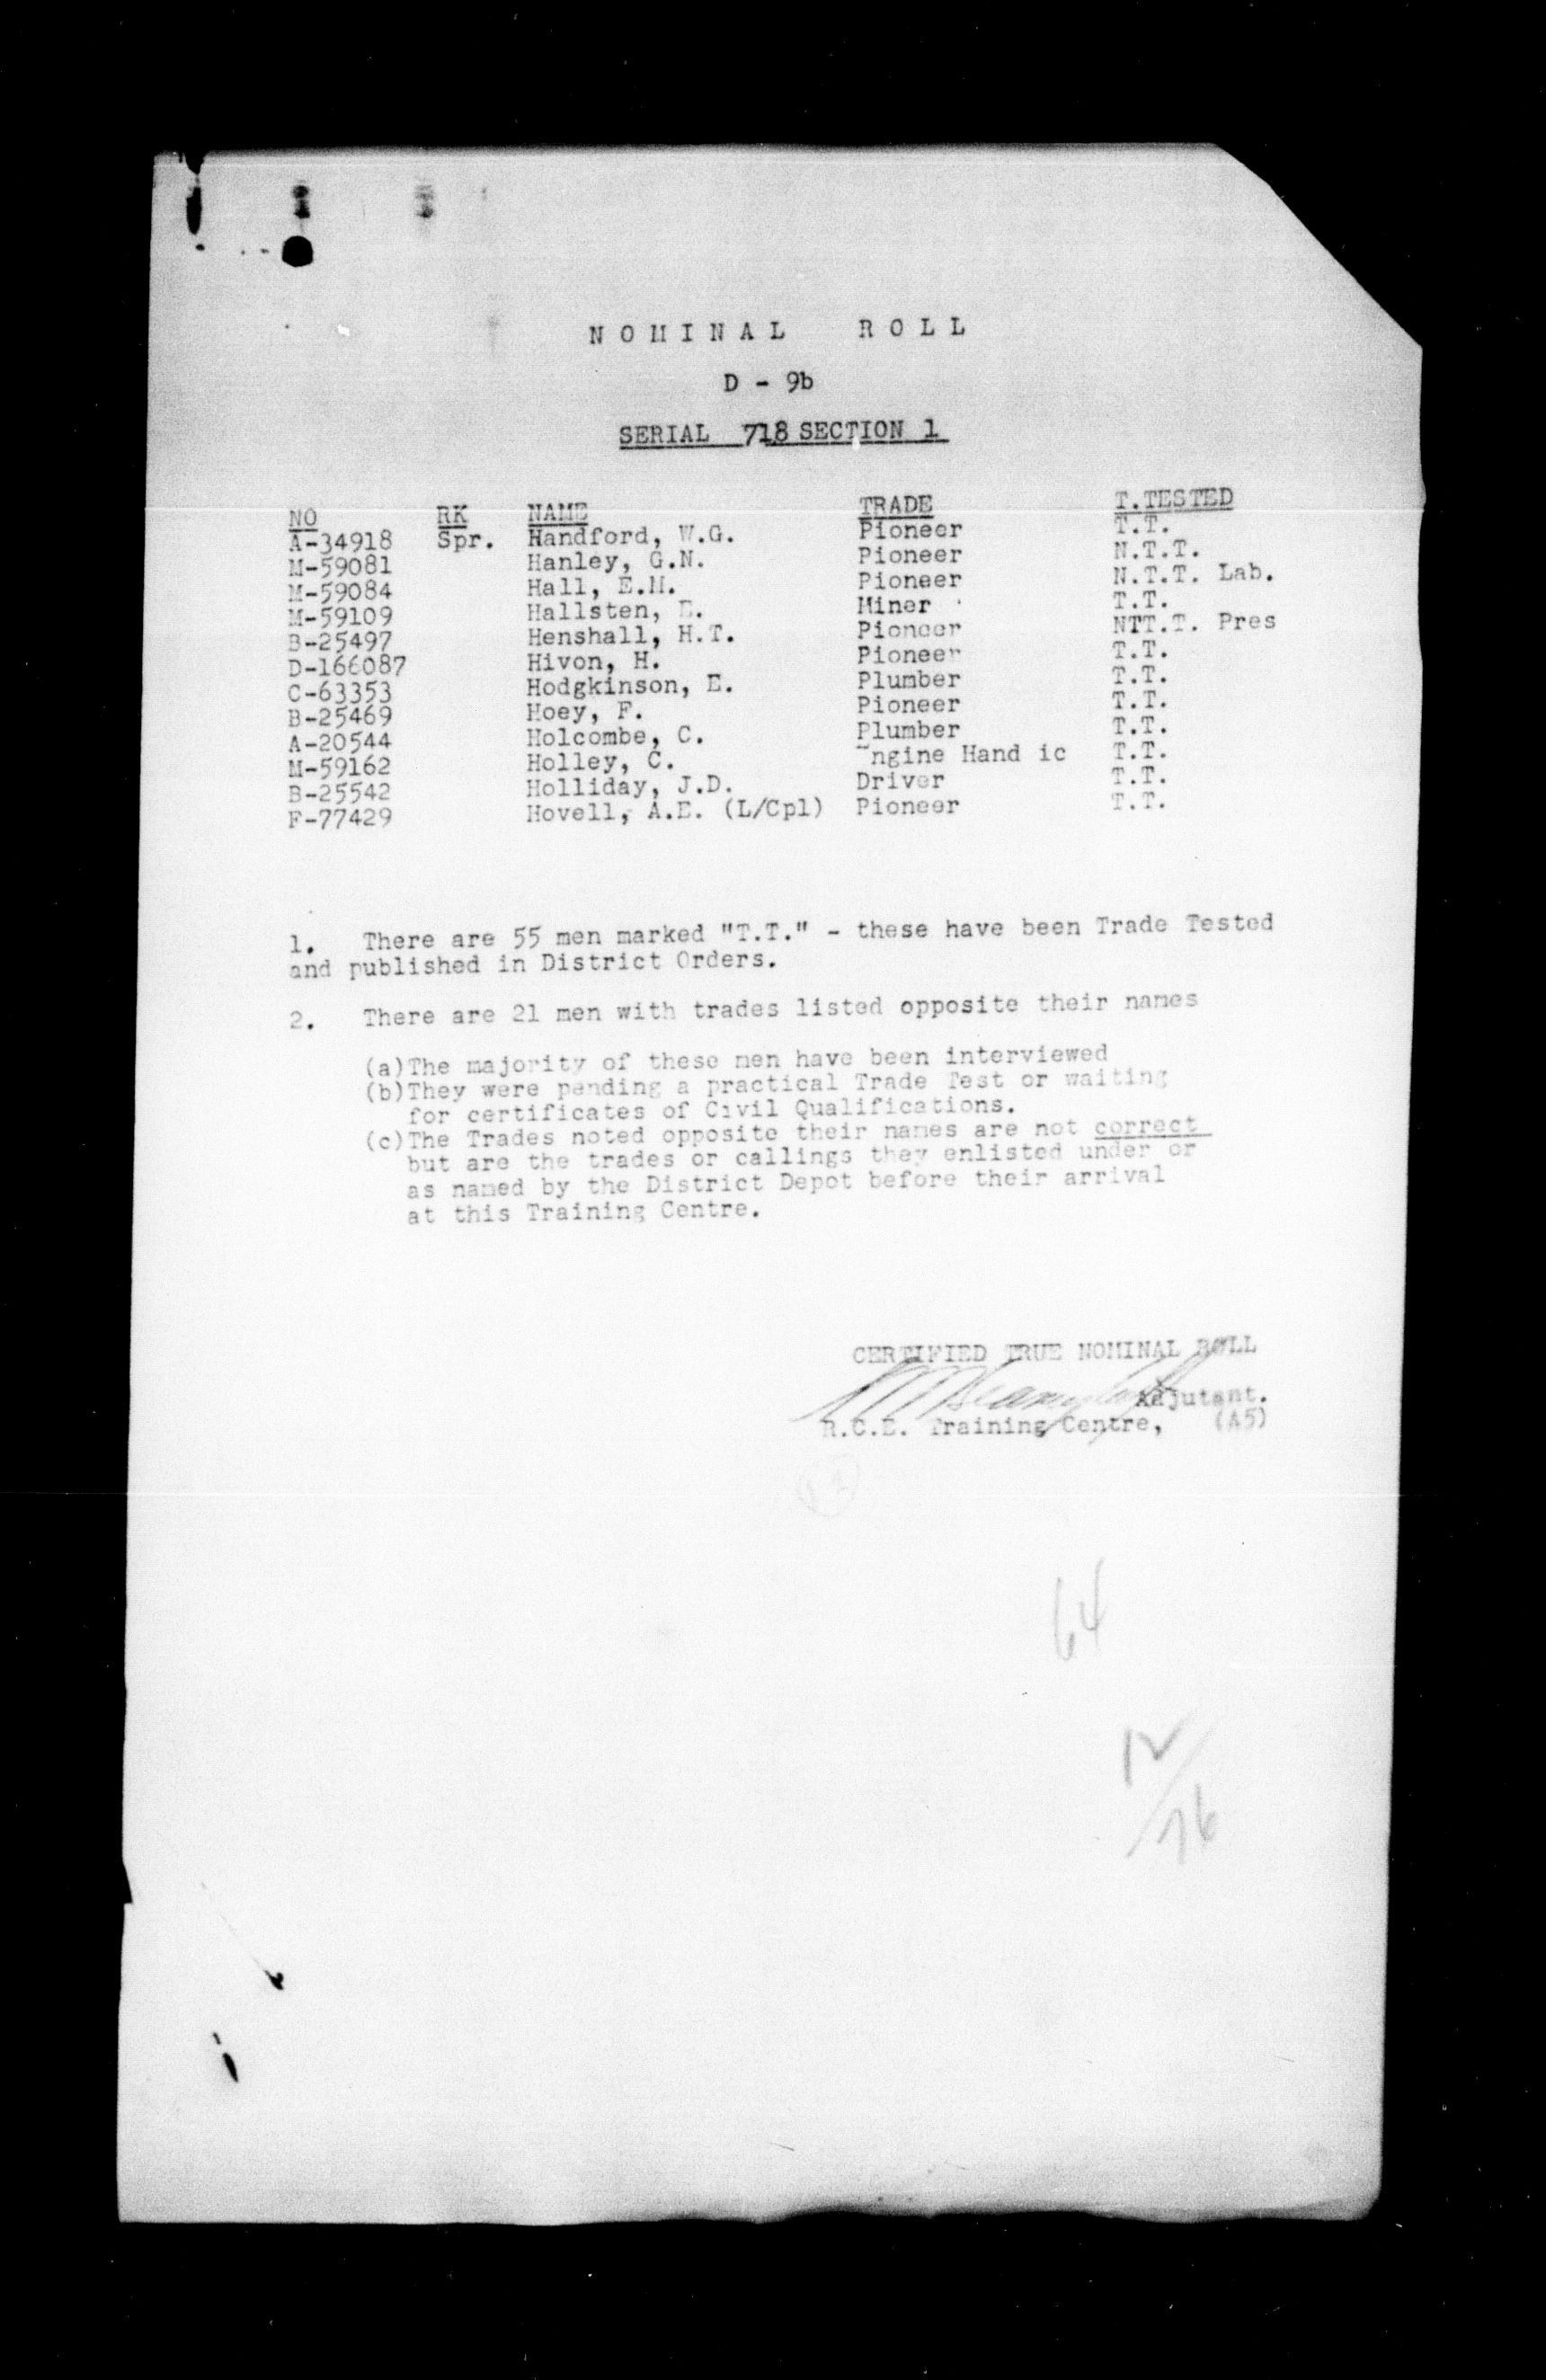 NOMINAL ROLL
D - 9b
SERIAL 718 SECTION 1
NO RK NAME TRADE T.TESTED
A-34918 Spr. Handford, W.G. Pioneer T.T.
M-59081 Hanley, G.N. Pioneer N.T.T.
M-59084 Hall, E.M. Pioneer N.T.T. Lab.
M-59109 Hallsten, E. Miner T.T.
B-25497 Henshall, H.T. Pioneer NTT.T. Pres
D-166087 Hivon, H. Pioneer T.T.
C-63353 Hodgkinson, E. Plumber T.T.
B-25469 Hoey, F. Pioneer T.T.
A-20544 Holcombe, C. Plumber T.T.
M-59162 Holley, C. ngine Hand ic T.T.
B-25542 Holliday, J.D. Driver T.T.
F-77429 Hovell, A.E. (L/Cpl) Pioneer T.T.
1. There are 55 men marked "T.T." - these have been Trade Tested
and published in District Orders.
2. There are 21 men with trades listed opposite their names
(a)The majority of these men have been interviewed
(b)They were pending a practical Trade Test or waiting
for certificates of Civil Qualifications.
(c)The Trades noted opposite their names are not correct
but are the trades or callings they enlisted under or
as named by the District Depot before their arrival
at this Training Centre.
CERTIFIED TRUE NOMINAL ROLL
Adjutant.
R.C.E. Training Centre, (A5)
64
12
/76